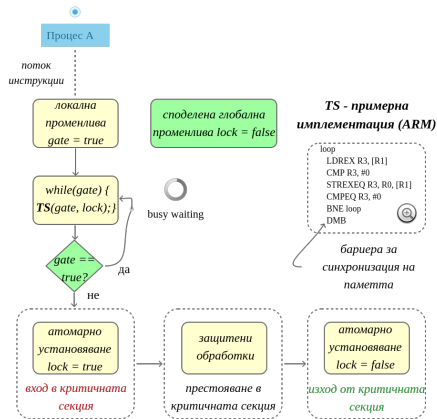 Процес A
поток
инструкции
локална
променлива
gate = true
споделена глобална
променлива lock = false
TS - примерна
имплементация (ARM)
loop
LDREX R3, [R1]
CMP R3, #0
STREXEQ R3, R0, [R1]
CMPEQ R3, #0
BNE loop
DMB
while(gate) {
TS(gate, lock);}
busy waiting
бариера за
синхронизация на
паметта
gate ==
true?
да
не
атомарно
установяване
lock = true
вход в критичната
секция
защитени
обработки
престояване в
критичната секция
атомарно
установяване
lock = false
изход от критичната
секция